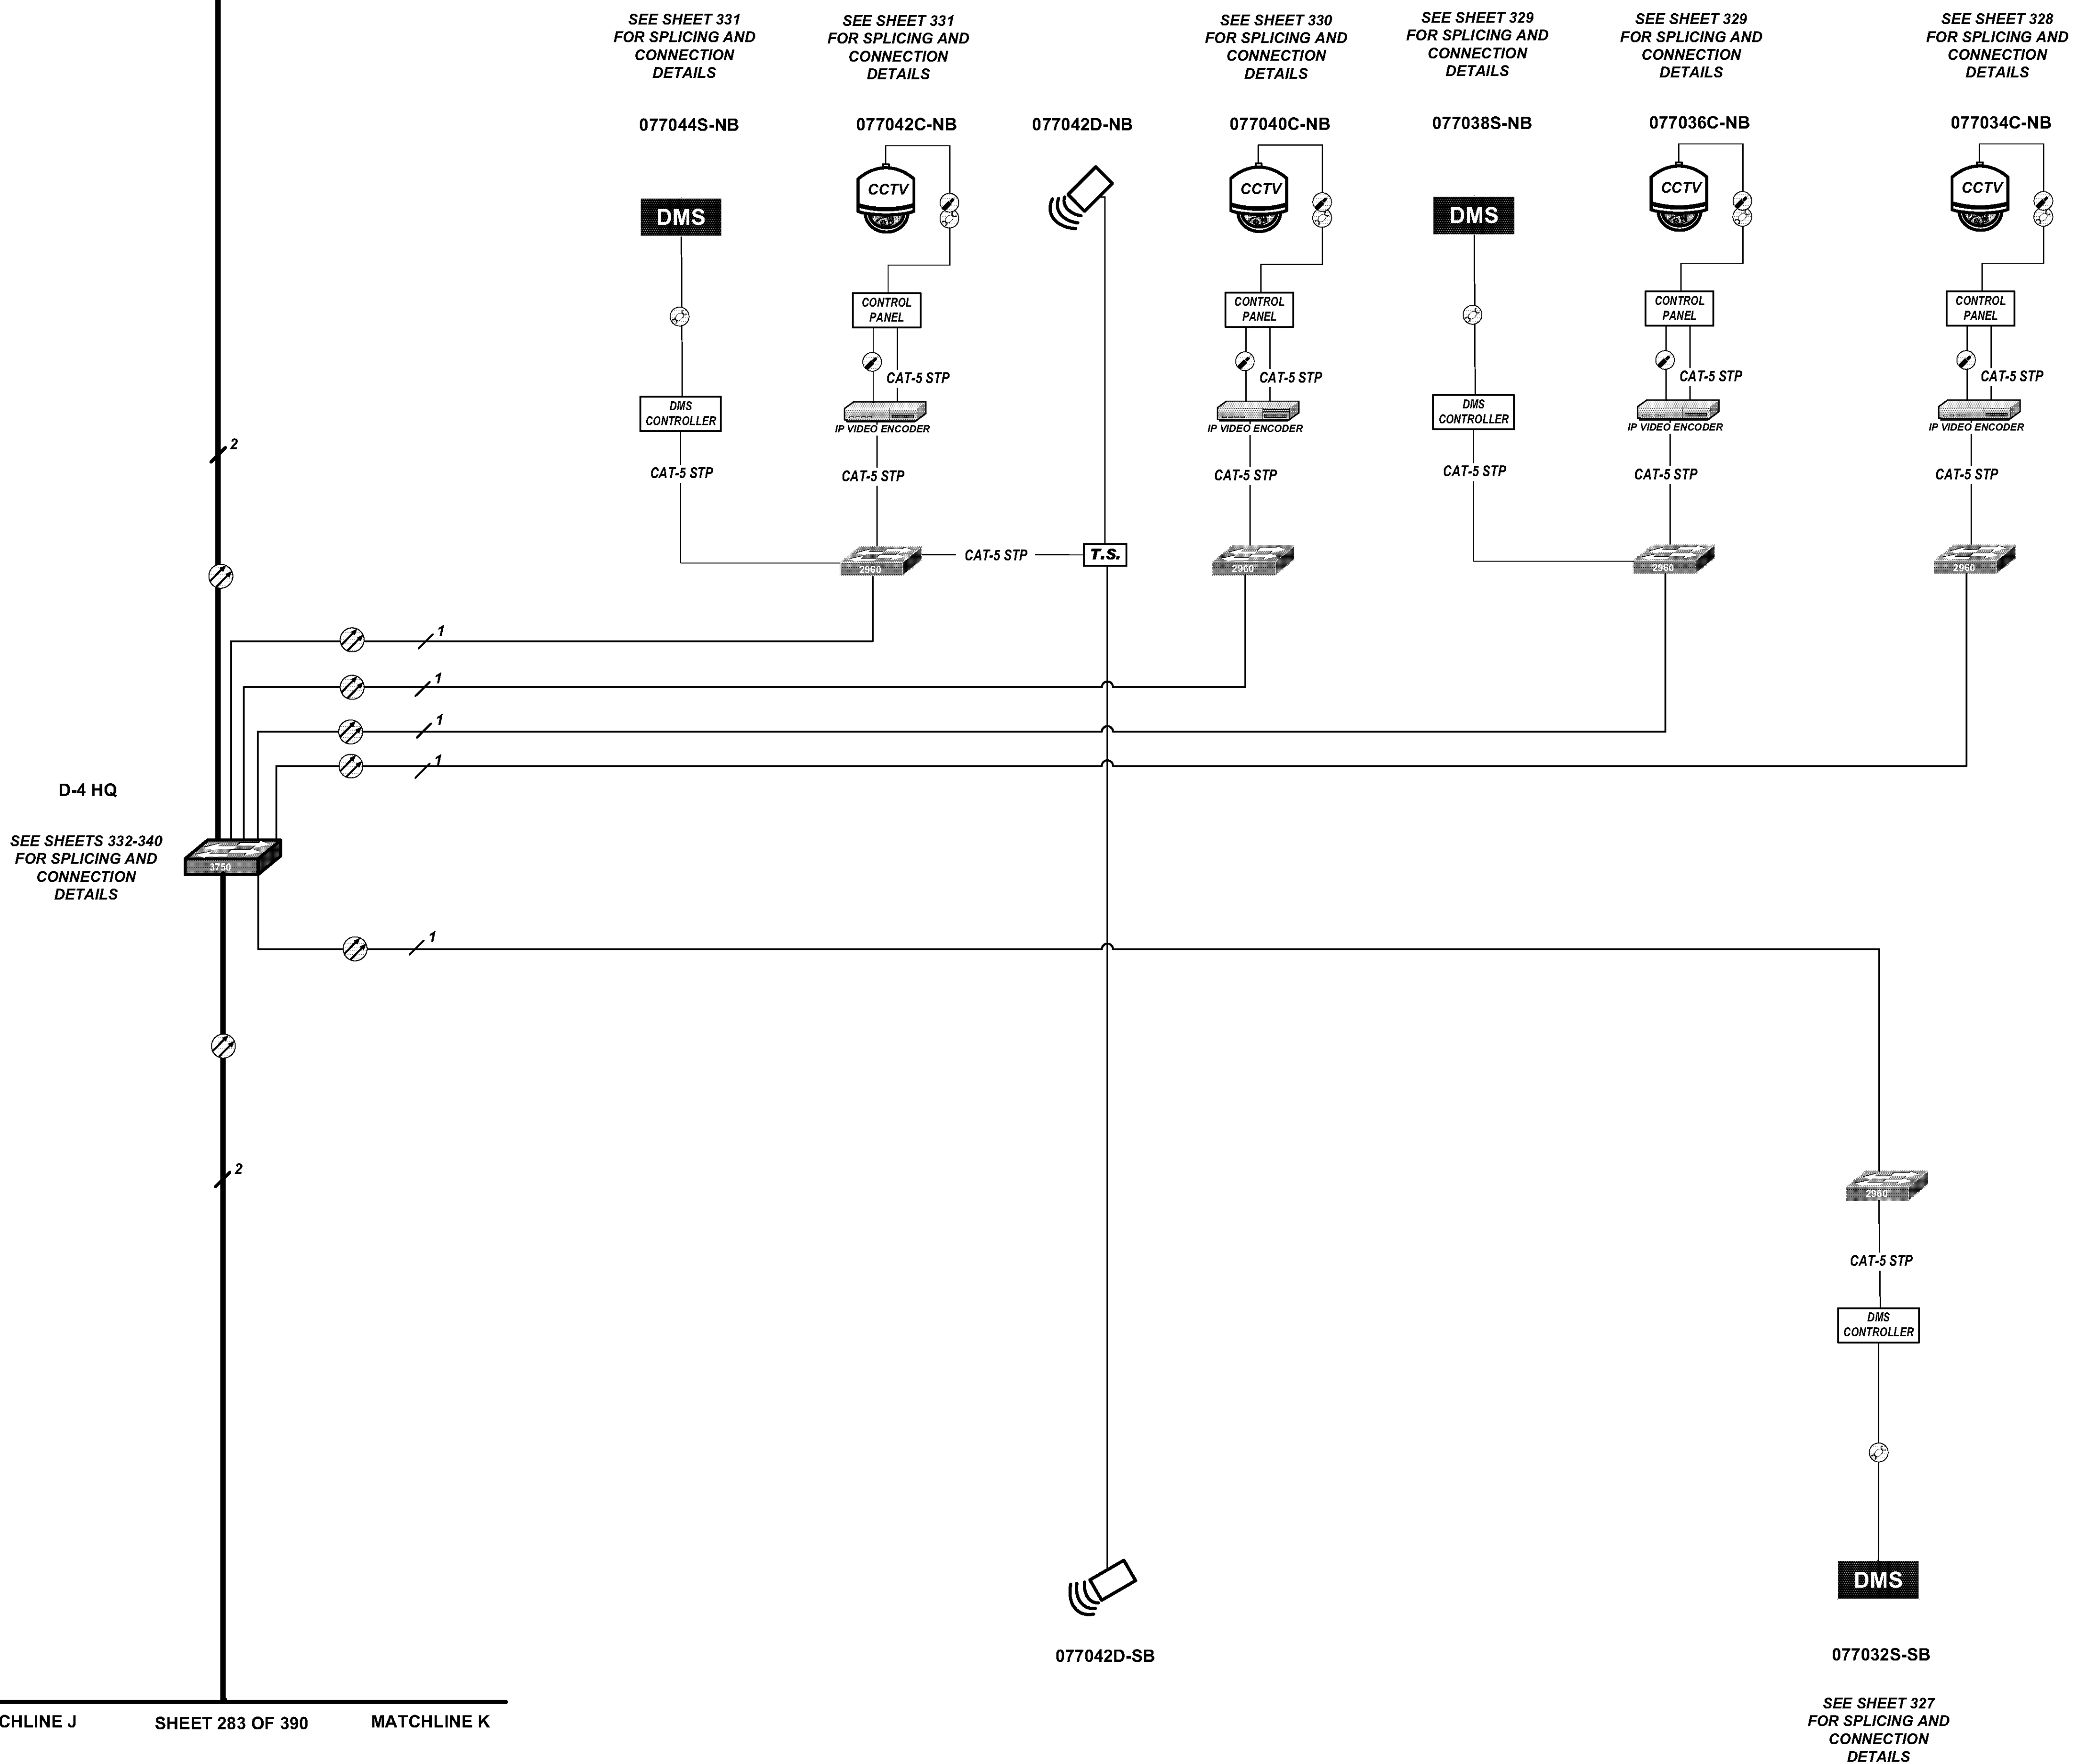 SEE SHEET 331
FOR SPLICING AND
CONNECTION
DETAILS
SEE SHEET 331
FOR SPLICING AND
CONNECTION
DETAILS
SEE SHEET 330
FOR SPLICING AND
CONNECTION
DETAILS
SEE SHEET 329
FOR SPLICING AND
CONNECTION
DETAILS
SEE SHEET 329
FOR SPLICING AND
CONNECTION
DETAILS
SEE SHEET 328
FOR SPLICING AND
CONNECTION
DETAILS
077044S-NB
077042C-NB
077042D-NB
077040C-NB
077038S-NB
077036C-NB
077034C-NB
DMS
CCTV
CCTV
DMS
CCTV
CCTV
CONTROL
PANEL
CONTROL
PANEL
CONTROL
PANEL
CONTROL
PANEL
CAT-5 STP
CAT-5 STP
CAT-5 STP
CAT-5 STP
DMS
CONTROLLER
IP VIDEO ENCODER
IP VIDEO ENCODER
DMS
CONTROLLER
IP VIDEO ENCODER
IP VIDEO ENCODER
2
CAT-5 STP
CAT-5 STP
CAT-5 STP
CAT-5 STP
CAT-5 STP
CAT-5 STP
2960
CAT-5 STP
T.S.
2960
2960
2960
1
1
1
1
D-4 HQ
SEE SHEETS 332-340
FOR SPLICING AND
CONNECTION
DETAILS
3750
1
2
2960
CAT-5 STP
DMS
CONTROLLER
DMS
077042D-SB
077032S-SB
SEE SHEET 327
FOR SPLICING AND
CONNECTION
DETAILS
CHLINE J
SHEET 283 OF 390
MATCHLINE K